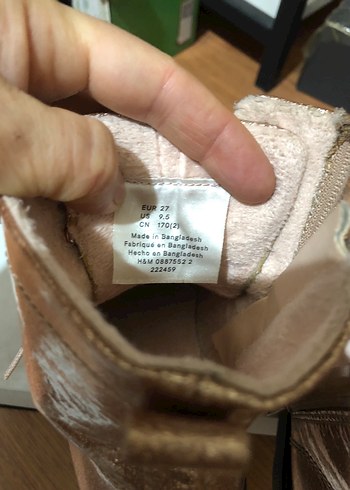 EUR 27
US 9.5
CN 170(2)
Made in Bangladesh
Fabriqué en Bangladesh
Hecho en Bangladesh
H&M 0887552 2
222459